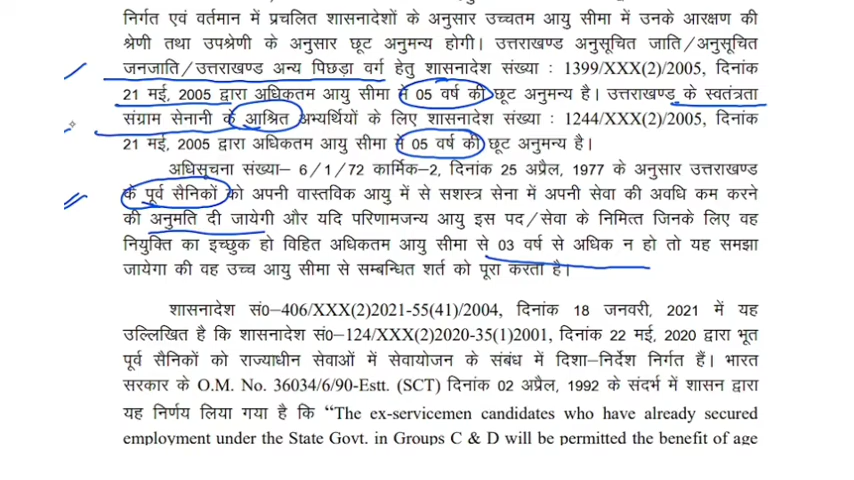 निर्गत एवं वर्तमान में प्रचलित शासनादेशों के अनुसार उच्चतम आयु सीमा में उनके आरक्षण की
श्रेणी तथा उपश्रेणी के अनुसार छूट अनुमन्य होगी। उत्तराखण्ड अनुसूचित जाति/अनुसूचित
जनजाति/उत्तराखण्ड अन्य पिछड़ा वर्ग हेतु शासनादेश संख्या : 1399/XXX(2)/2005, दिनांक
21 मई, 2005 द्वारा अधिकतम आयु सीमा में 05 वर्ष की छूट अनुमन्य है। उत्तराखण्ड के स्वतंत्रता
संग्राम सेनानी के आश्रित अभ्यर्थियों के लिए शासनादेश संख्या : 1244/XXX(2)/2005, दिनांक
21 मई, 2005 द्वारा अधिकतम आयु सीमा में 05 वर्ष की छूट अनुमन्य है।
अधिसूचना संख्या– 6/1/72 कार्मिक–2, दिनांक 25 अप्रैल, 1977 के अनुसार उत्तराखण्ड
के पूर्व सैनिकों को अपनी वास्तविक आयु में से सशस्त्र सेना में अपनी सेवा की अवधि कम करने
की अनुमति दी जायेगी और यदि परिणामजन्य आयु इस पद/सेवा के निमित्त जिनके लिए वह
नियुक्ति का इच्छुक हो विहित अधिकतम आयु सीमा से 03 वर्ष से अधिक न हो तो यह समझा
जायेगा की वह उच्च आयु सीमा से सम्बन्धित शर्त को पूरा करता है।
शासनादेश सं0–406/XXX(2)2021-55(41)/2004, दिनांक 18 जनवरी, 2021 में यह
उल्लिखित है कि शासनादेश सं0–124/XXX(2)2020-35(1)2001, दिनांक 22 मई, 2020 द्वारा भूत
पूर्व सैनिकों को राज्याधीन सेवाओं में सेवायोजन के संबंध में दिशा–निर्देश निर्गत हैं। भारत
सरकार के O.M. No. 36034/6/90-Estt. (SCT) दिनांक 02 अप्रैल, 1992 के संदर्भ में शासन द्वारा
यह निर्णय लिया गया है कि “The ex-servicemen candidates who have already secured
employment under the State Govt. in Groups C & D will be permitted the benefit of age